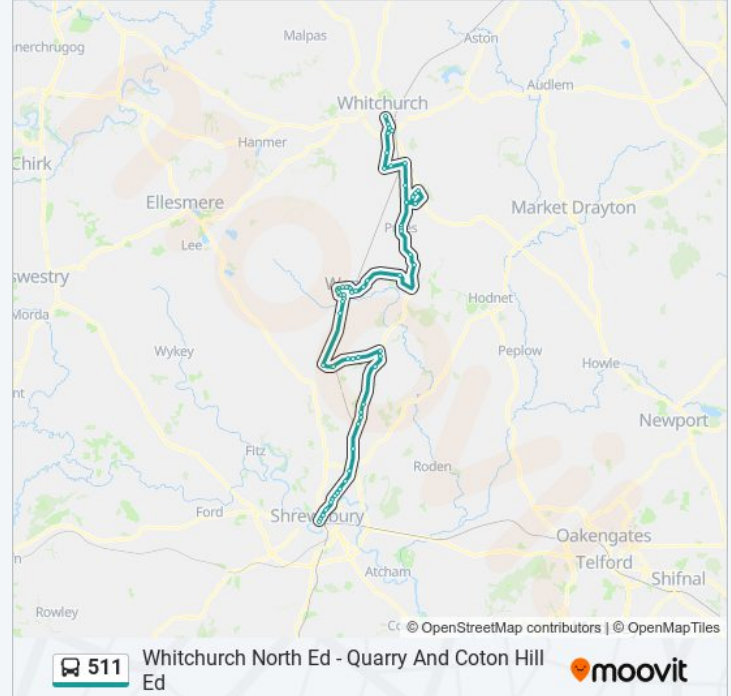 Malpas
Aston
nerchrugog
Audlem
Whitchurch
Hanmer
Chirk
Ellesmere
Market Drayton
Lee
swestry
Hodnet
Morda
Wykey
Peplow
Howle
nt
Newport
Fitz
Roden
Ford
Shrewsbury
Oakengates
Telford
Atcham
Shifnal
Rowley
© OpenStreetMap contributors | © OpenMapTiles
511
Whitchurch North Ed - Quarry And Coton Hill
Ed
moovit